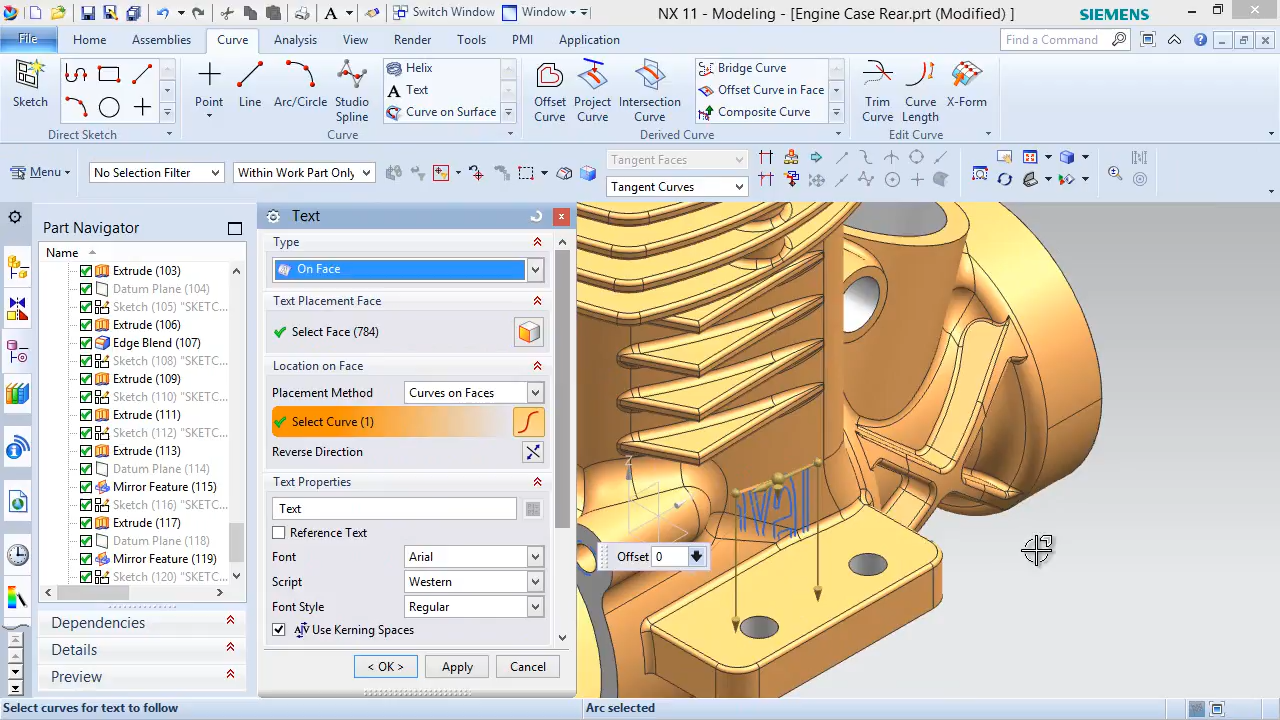 Switch Window
Window
NX 11 - Modeling - [Engine Case Rear.prt (Modified) ]
SIEMENS
File
Home
Assemblies
Curve
Analysis
View
Render
Tools
PMI
Application
Find a Command
Sketch
Direct Sketch
Point
Line
Arc/Circle
Studio Spline
Helix
Text
Curve on Surface
Curve
Offset Curve
Project Curve
Intersection Curve
Bridge Curve
Offset Curve in Face
Composite Curve
Derived Curve
Trim Curve
Curve Length
X-Form
Edit Curve
Menu
No Selection Filter
Within Work Part Only
Tangent Faces
Tangent Curves
Part Navigator
Name
Extrude (103)
Datum Plane (104)
Sketch (105) "SKETC...
Extrude (106)
Edge Blend (107)
Sketch (108) "SKETC...
Extrude (109)
Sketch (110) "SKETC...
Extrude (111)
Sketch (112) "SKETC...
Extrude (113)
Datum Plane (114)
Mirror Feature (115)
Sketch (116) "SKETC...
Extrude (117)
Datum Plane (118)
Mirror Feature (119)
Sketch (120) "SKETC...
Dependencies
Details
Preview
Text
Type
On Face
Text Placement Face
Select Face (784)
Location on Face
Placement Method
Curves on Faces
Select Curve (1)
Reverse Direction
Text Properties
Text
Reference Text
Font
Arial
Script
Western
Font Style
Regular
Use Kerning Spaces
< OK >
Apply
Cancel
Z
Offset
0
Select curves for text to follow
Arc selected